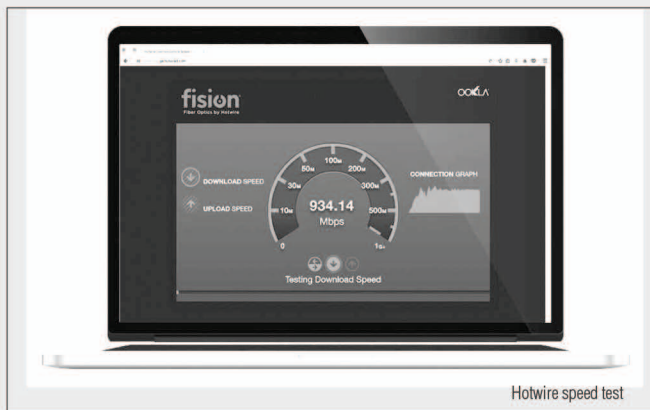 fision
Fiber Optics by Hotwire
OOKLA
DOWNLOAD SPEED
UPLOAD SPEED
0
10M
30M
50M
100M
200M
300M
500M
1G
934.14
Mbps
CONNECTION GRAPH
Testing Download Speed
Hotwire speed test